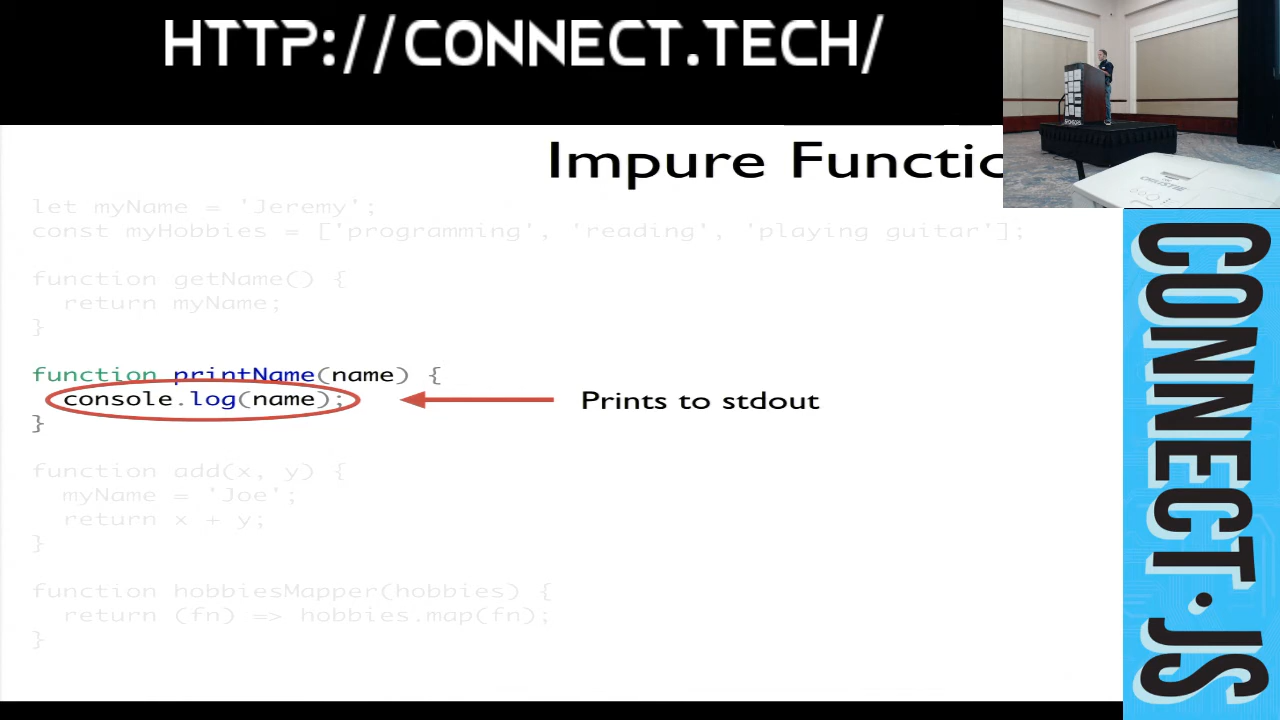 HTTP://CONNECT.TECH/
Impure Functio
let myName = 'Jeremy';
const myHobbies = ['programming', 'reading', 'playing guitar'];
function getName() {
return myName;
}
function printName(name) {
console.log(name);
}
Prints to stdout
function add(x, y) {
myName = 'Joe';
return x + y;
}
function hobbiesMapper(hobbies) {
return (fn) => hobbies.map(fn);
}
CONNECT.JS
CHRISTIE